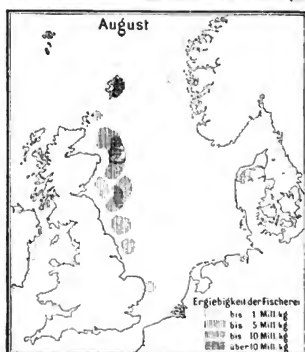 August
Ergiebigkeit der Fischerei
bis 1 Mill. kg
bis 5 Mill. kg
bis 10 Mill. kg
über 10 Mill. kg